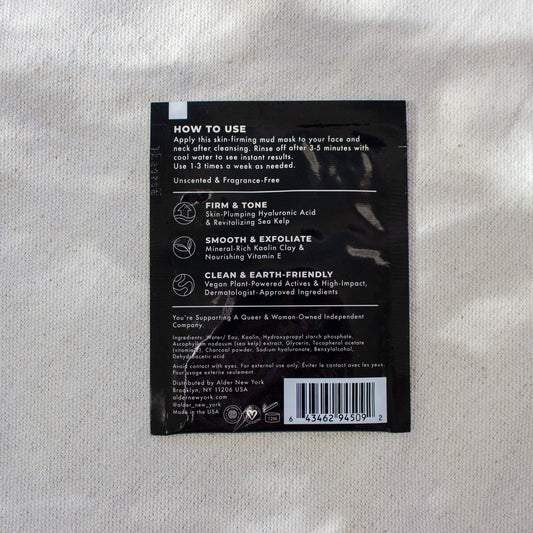 HOW TO USE
Apply this skin-firming mud mask to your face and
neck after cleansing. Rinse off after 3-5 minutes with
cool water to see instant results.
Use 1-3 times a week as needed.
Unscented & Fragrance-Free
FIRM & TONE
Skin-Plumping Hyaluronic Acid
& Revitalizing Sea Kelp
SMOOTH & EXFOLIATE
Mineral-Rich Kaolin Clay &
Nourishing Vitamin E
CLEAN & EARTH-FRIENDLY
Vegan Plant-Powered Actives & High-Impact,
Dermatologist-Approved Ingredients
You're Supporting A Queer & Woman-Owned Independent
Company.
Ingredients: Water/ Eau, Kaolin, Hydroxypropyl starch phosphate,
Ascophyllum nodosum (sea kelp) extract, Glycerin, Tocopherol acetate
(vitamin E), Charcoal powder, Sodium hyaluronate, Benzylalcohol,
Dehydroacetic acid
Avoid contact with eyes. For external use only. Éviter le contact avec les yeux.
Pour usage externe seulement.
Distributed by Alder New York
Brooklyn, NY 11206 USA
aldernewyork.com
@alder_new_york
Made in the USA
12M
6 43462 94509 2